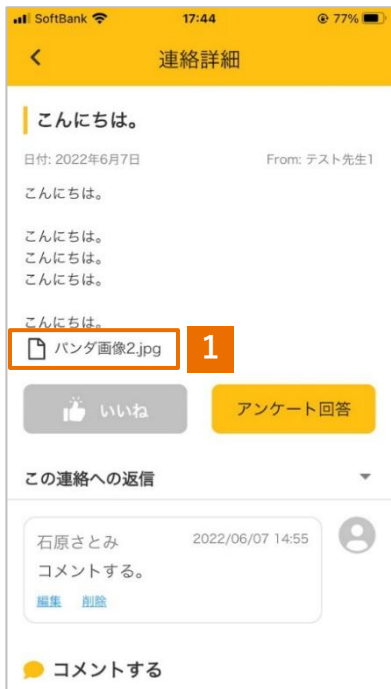 SoftBank 17:44 77%
連絡詳細
こんにちは。
日付: 2022年6月7日 From: テスト先生1
こんにちは。
こんにちは。
こんにちは。
こんにちは。
こんにちは。
パンダ画像2.jpg 1
いいね アンケート回答
この連絡への返信
石原さとみ 2022/06/07 14:55
コメントする。
編集 削除
コメントする